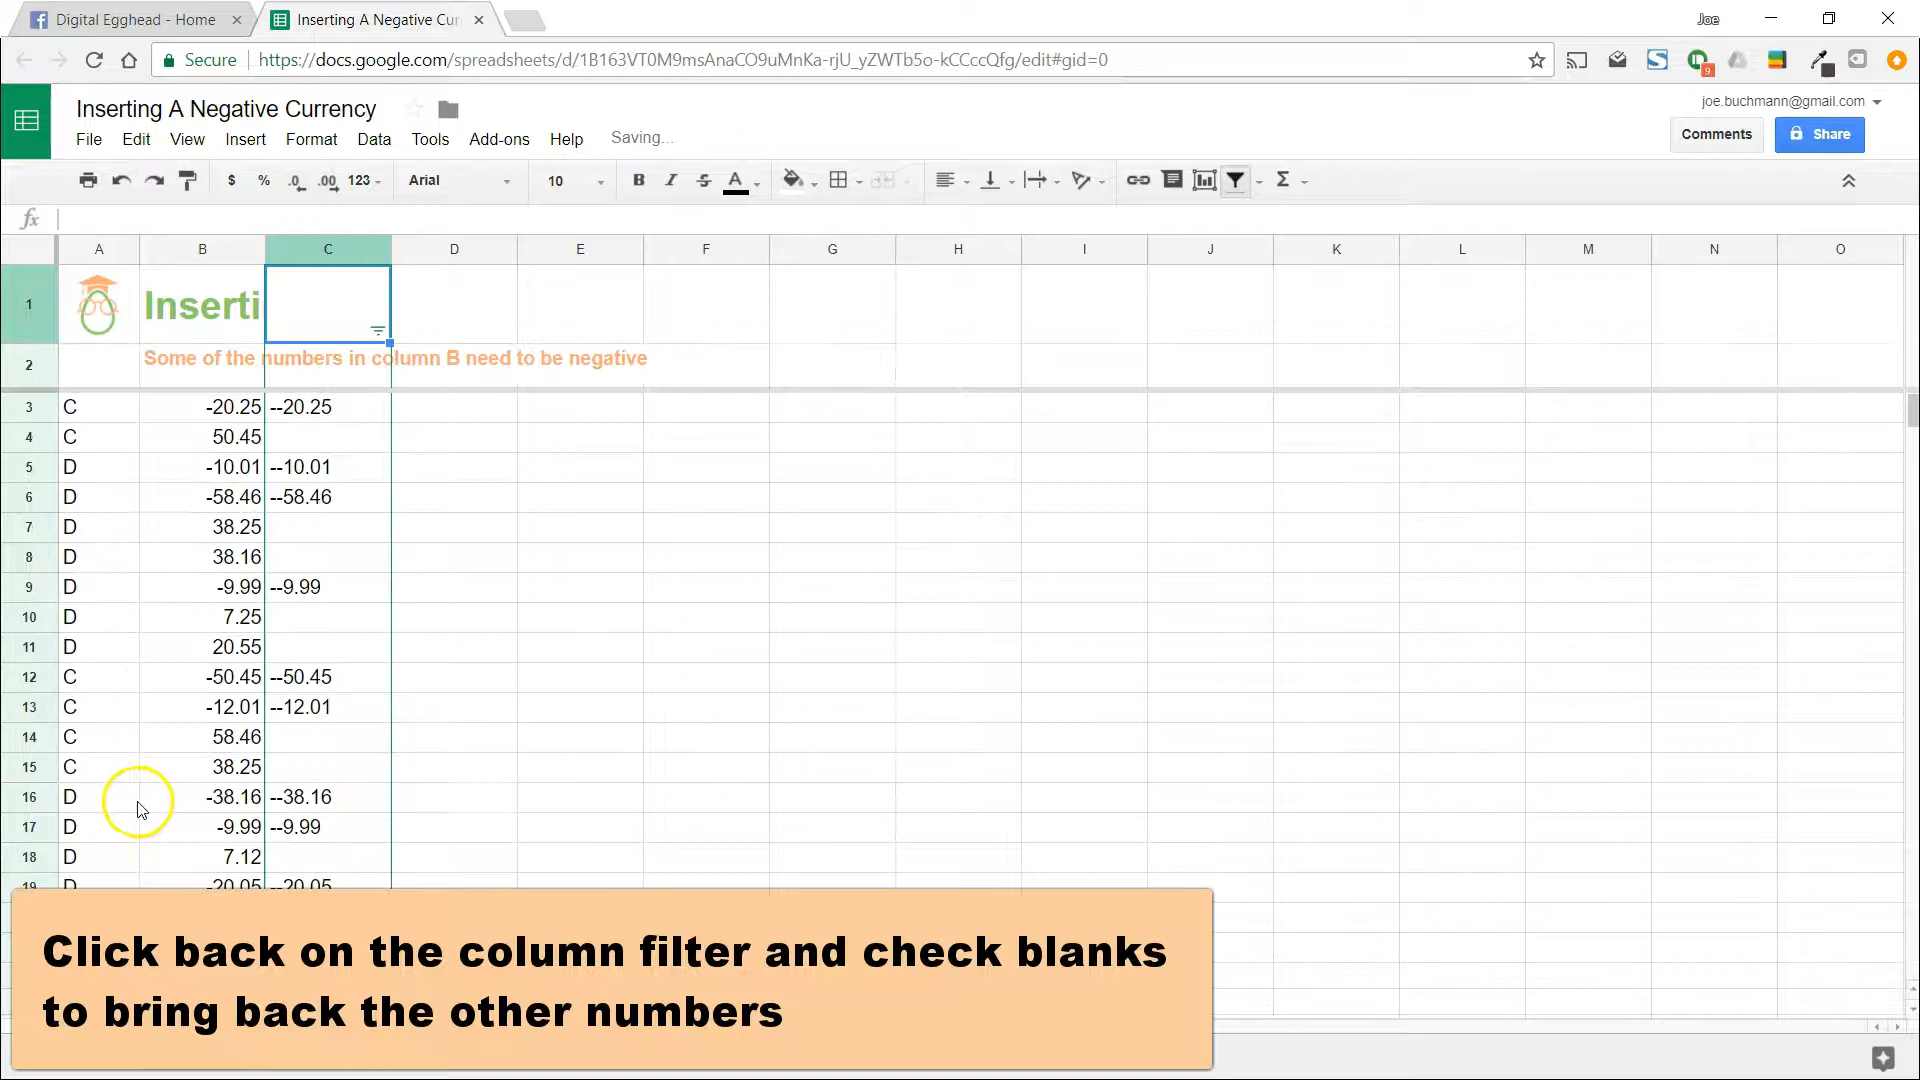 Digital Egghead - Home
Inserting A Negative Cur
Joe
Secure https://docs.google.com/spreadsheets/d/1B163VT0M9msAnaCO9uMnKa-rjU_yZWTb5o-kCCccQfg/edit#gid=0
9
Inserting A Negative Currency
joe.buchmann@gmail.com
File Edit View Insert Format Data Tools Add-ons Help Saving...
Comments Share
$ % .0 .00 123 Arial 10 B I S A Σ
fx
A B C D E F G H I J K L M N O
1 Inserti
2 Some of the numbers in column B need to be negative
3 C -20.25 --20.25
4 C 50.45
5 D -10.01 --10.01
6 D -58.46 --58.46
7 D 38.25
8 D 38.16
9 D -9.99 --9.99
10 D 7.25
11 D 20.55
12 C -50.45 --50.45
13 C -12.01 --12.01
14 C 58.46
15 C 38.25
16 D -38.16 --38.16
17 D -9.99 --9.99
18 D 7.12
19 D -20.05 --20.05
Click back on the column filter and check blanks
to bring back the other numbers